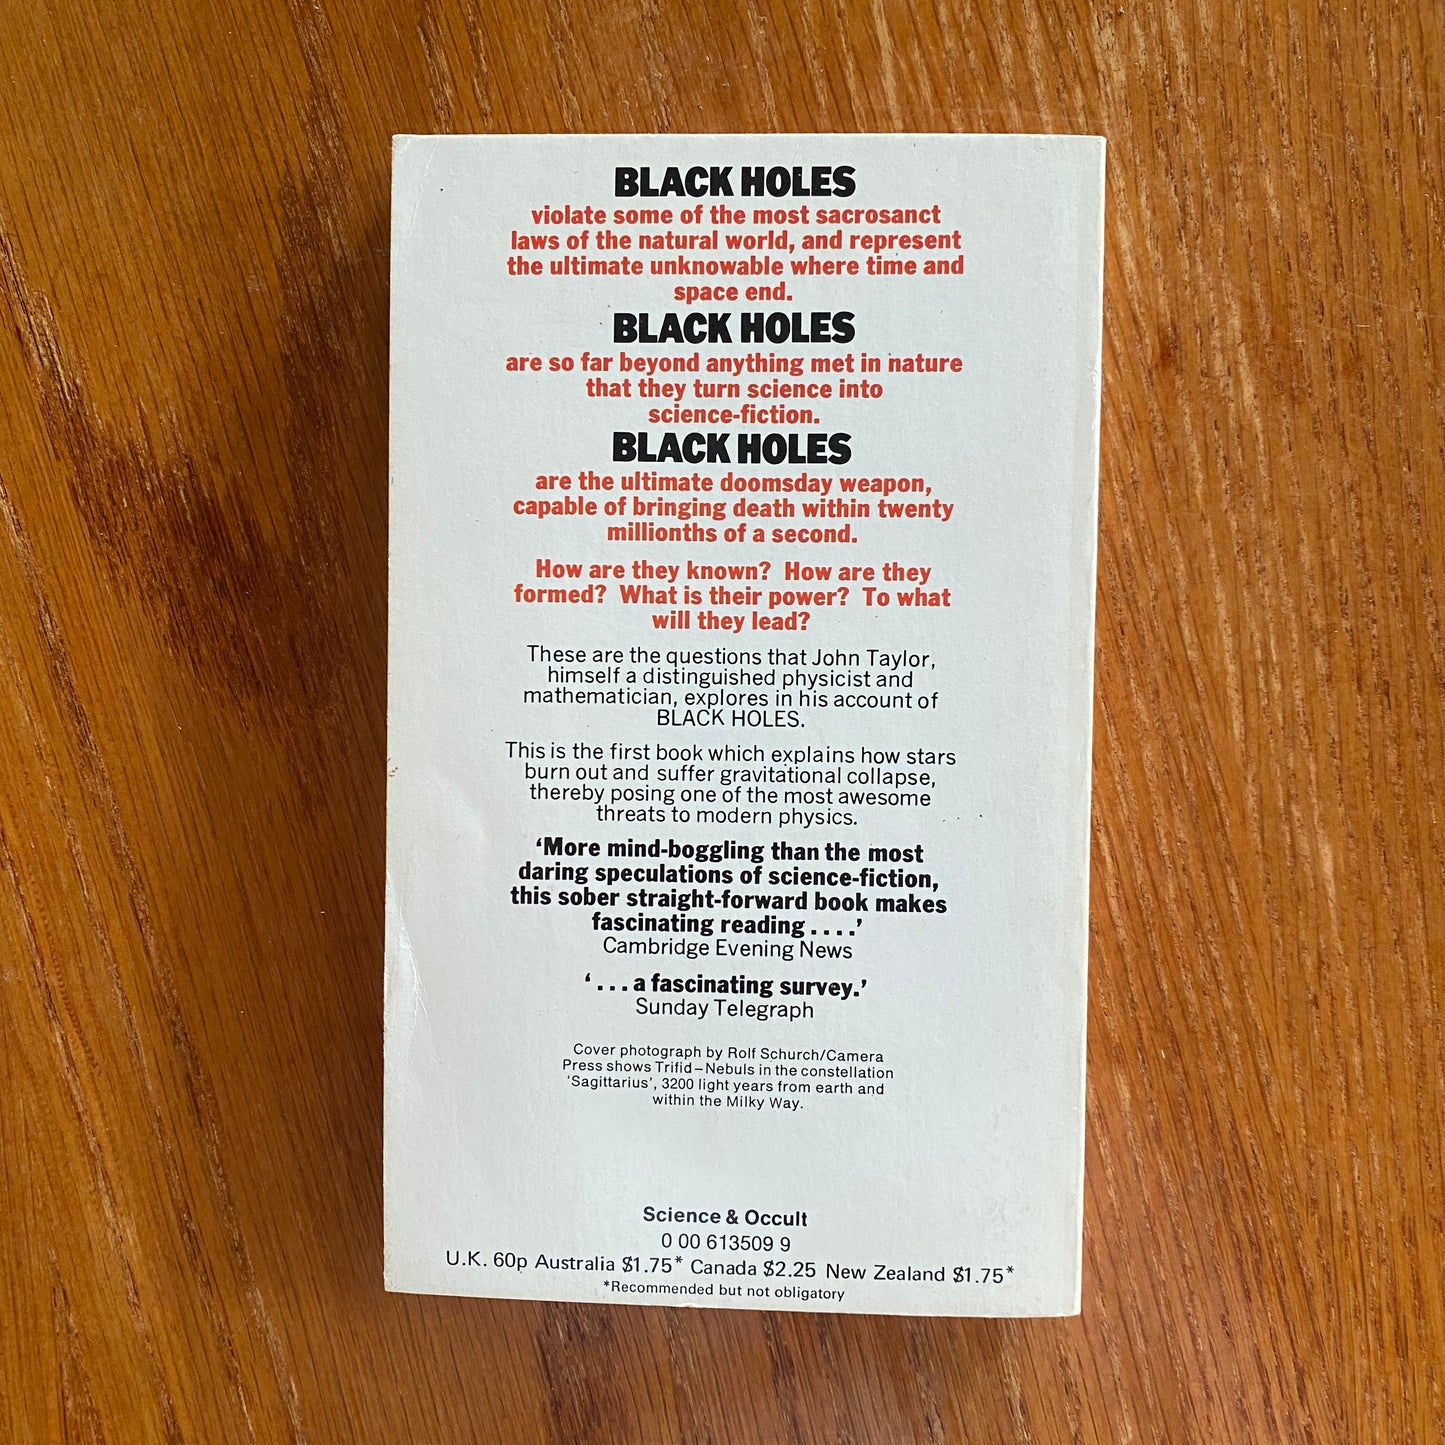 BLACK HOLES
violate some of the most sacrosanct
laws of the natural world, and represent
the ultimate unknowable where time and
space end.
BLACK HOLES
are so far beyond anything met in nature
that they turn science into
science-fiction.
BLACK HOLES
are the ultimate doomsday weapon,
capable of bringing death within twenty
millionths of a second.
How are they known? How are they
formed? What is their power? To what
will they lead?
These are the questions that John Taylor,
himself a distinguished physicist and
mathematician, explores in his account of
BLACK HOLES.
This is the first book which explains how stars
burn out and suffer gravitational collapse,
thereby posing one of the most awesome
threats to modern physics.
‘More mind-boggling than the most
daring speculations of science-fiction,
this sober straight-forward book makes
fascinating reading . . . .’
Cambridge Evening News
‘. . . a fascinating survey.’
Sunday Telegraph
Cover photograph by Rolf Schurch/Camera
Press shows Trifid – Nebuls in the constellation
‘Sagittarius’, 3200 light years from earth and
within the Milky Way.
Science & Occult
0 00 613509 9
U.K. 60p Australia $1.75* Canada $2.25 New Zealand $1.75*
*Recommended but not obligatory